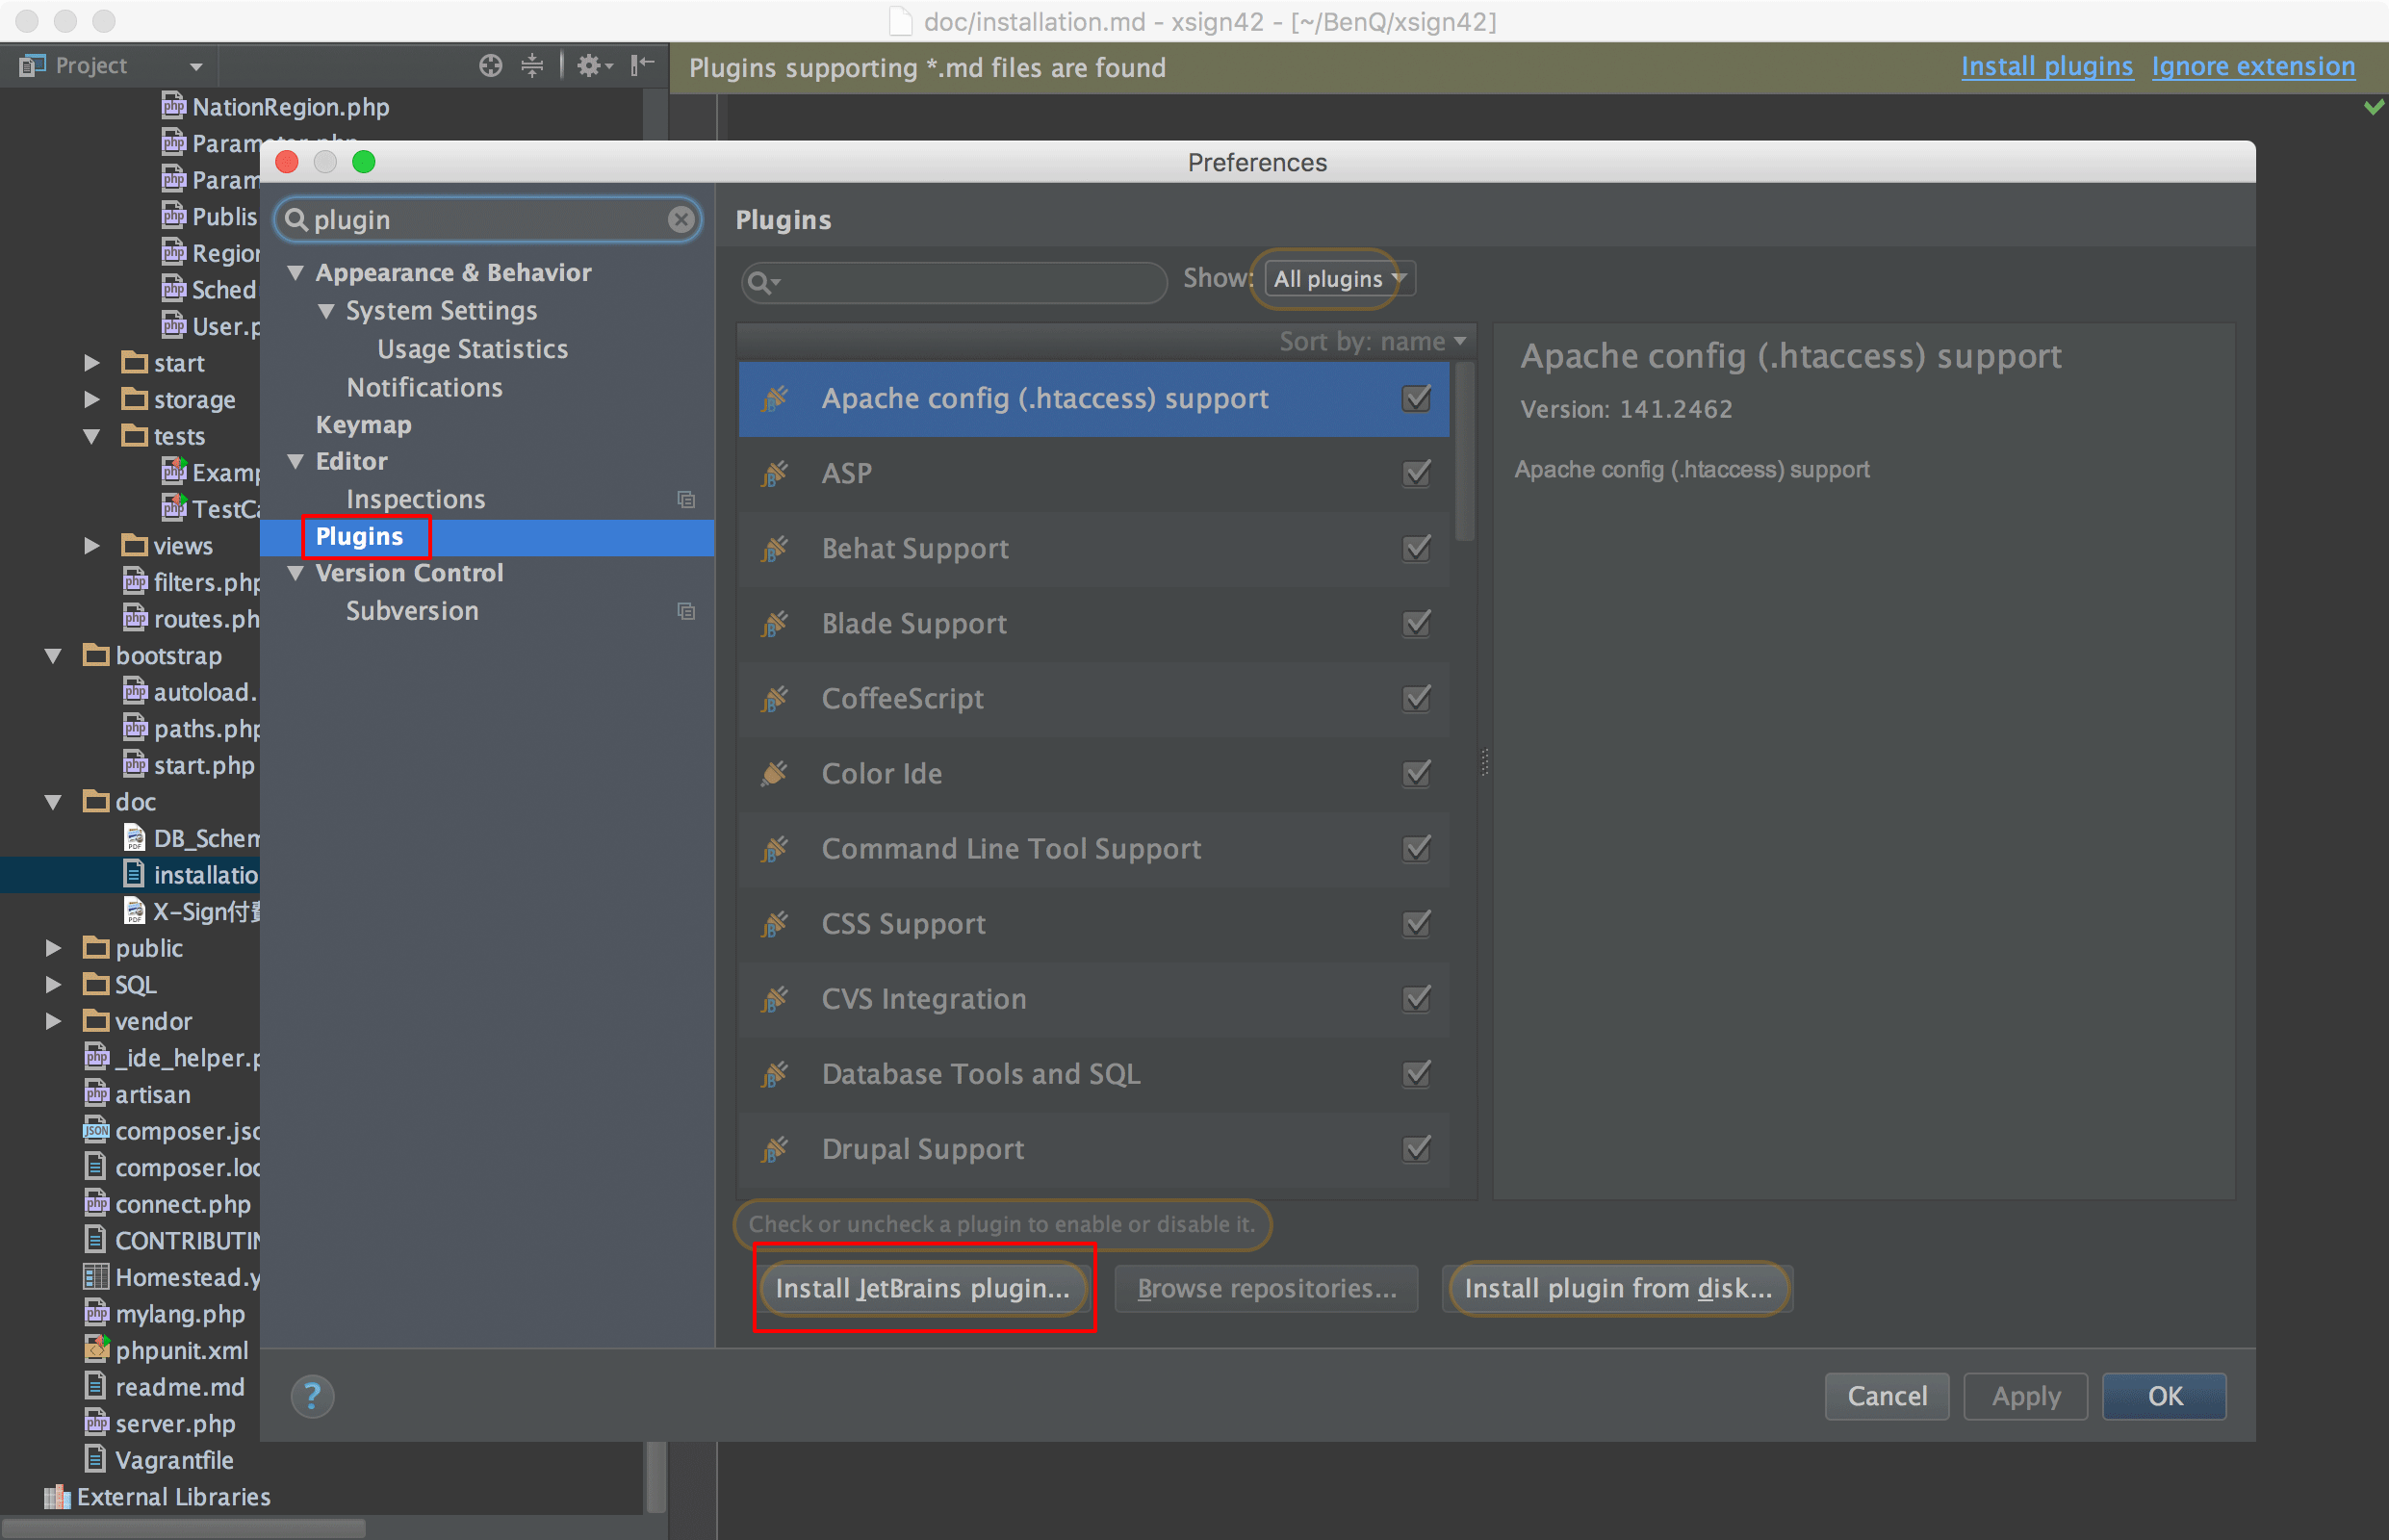 doc/installation.md - xsign42 - [~/BenQ/xsign42]
Project
Plugins supporting *.md files are found
Install plugins
Ignore extension
NationRegion.php
Param
Publis
Region
Sched
User.p
start
storage
tests
Examp
TestCa
views
filters.php
routes.ph
bootstrap
autoload.
paths.php
start.php
doc
DB_Schem
installatio
X-Sign付費
public
SQL
vendor
_ide_helper.p
artisan
composer.jso
composer.loc
connect.php
CONTRIBUTIN
Homestead.y
mylang.php
phpunit.xml
readme.md
server.php
Vagrantfile
External Libraries
Preferences
plugin
Appearance & Behavior
System Settings
Usage Statistics
Notifications
Keymap
Editor
Inspections
Plugins
Version Control
Subversion
Plugins
Show: All plugins
Sort by: name
Apache config (.htaccess) support
ASP
Behat Support
Blade Support
CoffeeScript
Color Ide
Command Line Tool Support
CSS Support
CVS Integration
Database Tools and SQL
Drupal Support
Check or uncheck a plugin to enable or disable it.
Install JetBrains plugin...
Browse repositories...
Install plugin from disk...
Apache config (.htaccess) support
Version: 141.2462
Apache config (.htaccess) support
?
Cancel
Apply
OK